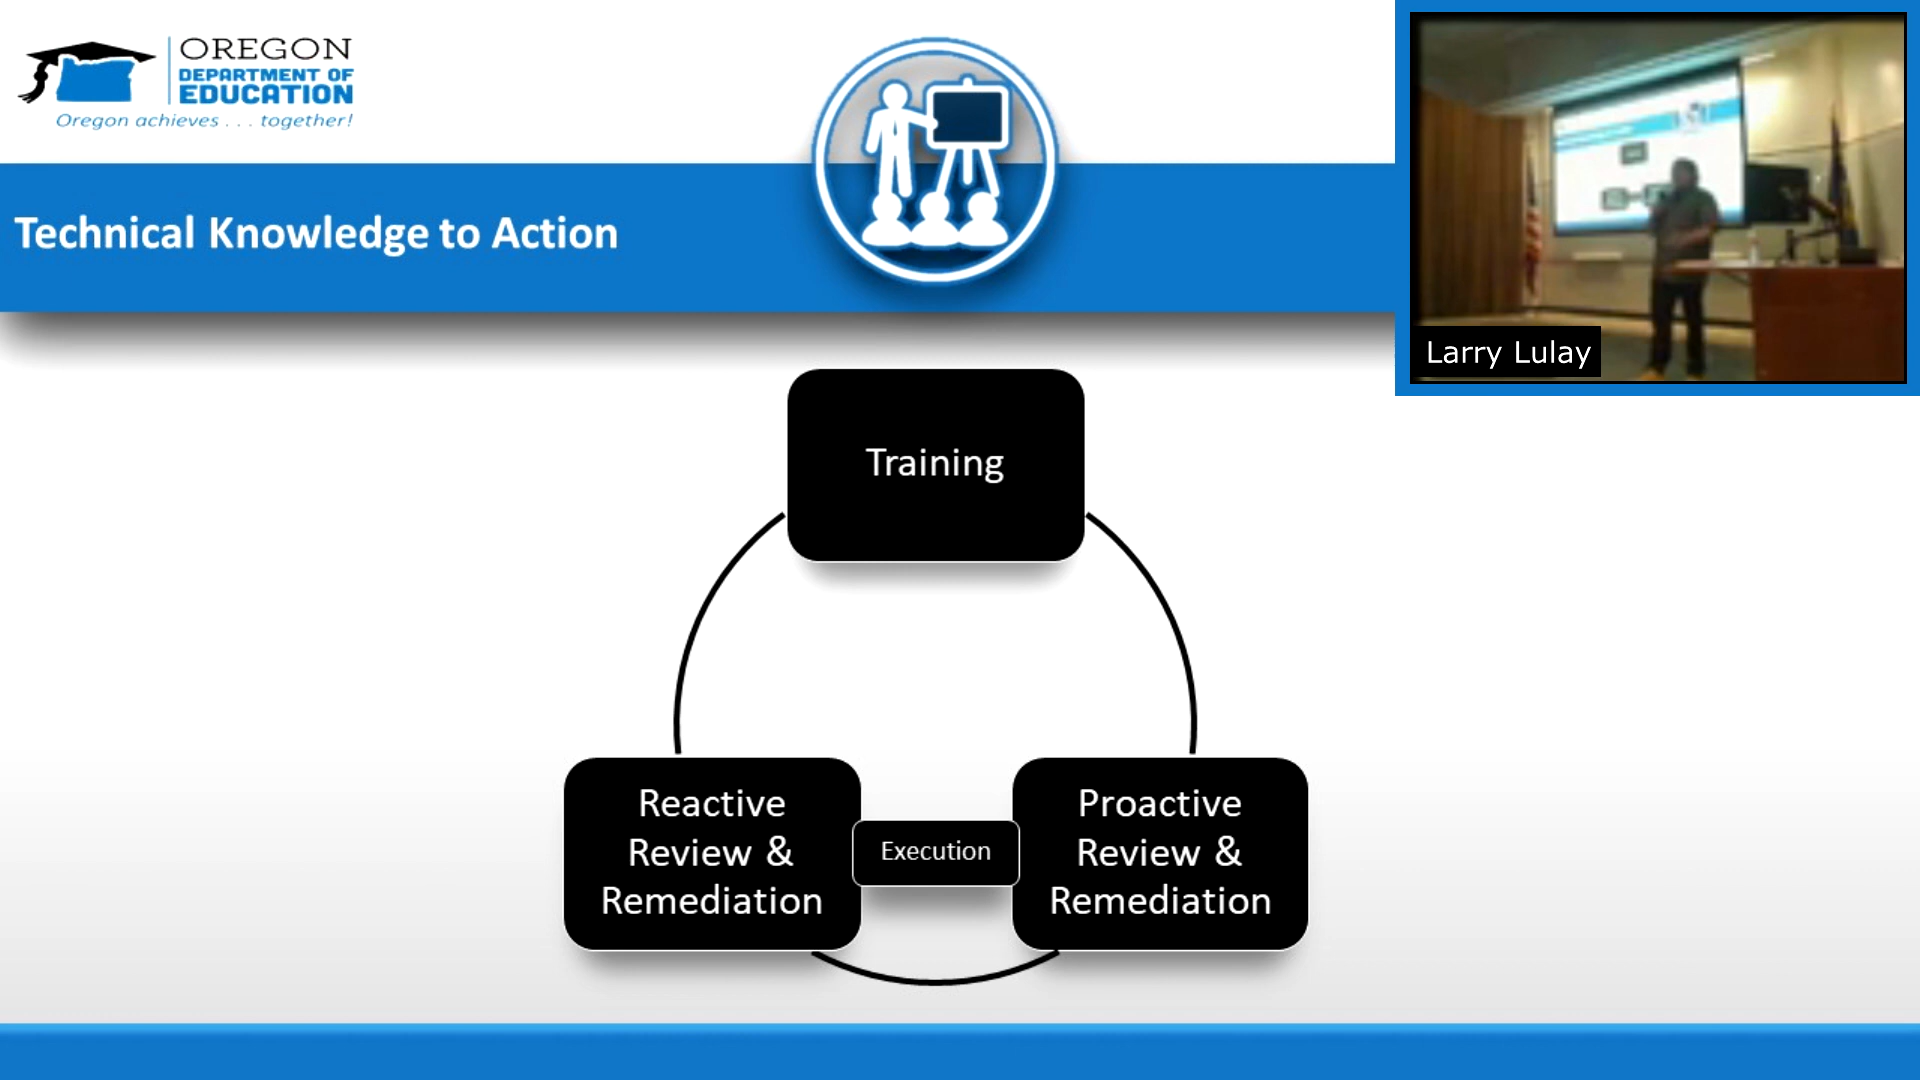 OREGON
DEPARTMENT OF
EDUCATION
Oregon achieves . . . together!
Technical Knowledge to Action
Larry Lulay
Training
Reactive
Review &
Remediation
Execution
Proactive
Review &
Remediation